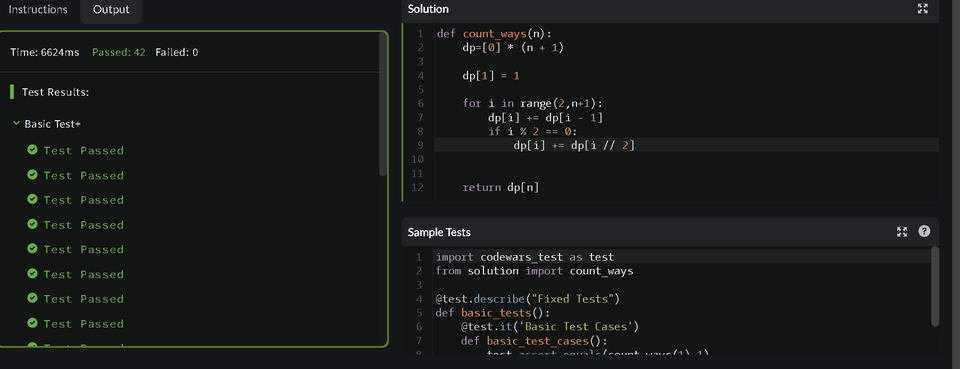 Instructions
Output
Time: 6624ms Passed: 42 Failed: 0
Test Results:
Basic Test+
Test Passed
Test Passed
Test Passed
Test Passed
Test Passed
Test Passed
Test Passed
Test Passed
Solution
1 def count_ways(n):
2 dp=[0] * (n + 1)
3
4 dp[1] = 1
5
6 for i in range(2,n+1):
7 dp[i] += dp[i - 1]
8 if i % 2 == 0:
9 dp[i] += dp[i // 2]
10
11
12 return dp[n]
Sample Tests
?
1 import codewars_test as test
2 from solution import count_ways
3
4 @test.describe("Fixed Tests")
5 def basic_tests():
6 @test.it('Basic Test Cases')
7 def basic_test_cases():
8 test.assert_equals(count_ways(1),1)